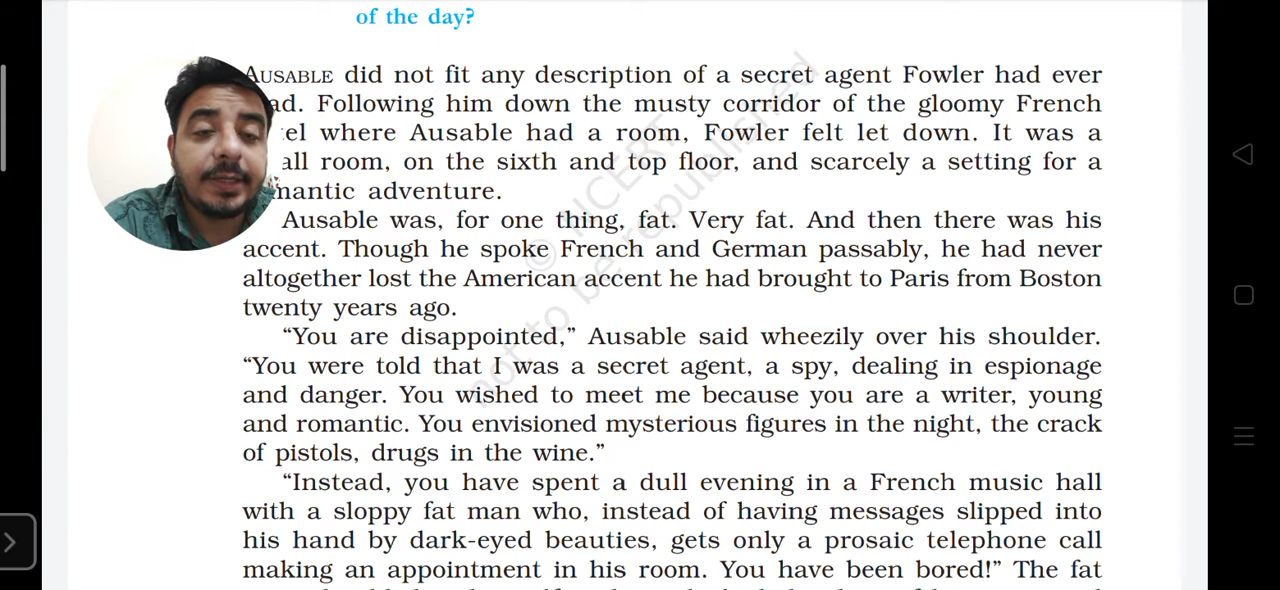 of the day?
AUSABLE did not fit any description of a secret agent Fowler had ever
ad. Following him down the musty corridor of the gloomy French
el where Ausable had a room, Fowler felt let down. It was a
all room, on the sixth and top floor, and scarcely a setting for a
mantic adventure.
Ausable was, for one thing, fat. Very fat. And then there was his
accent. Though he spoke French and German passably, he had never
altogether lost the American accent he had brought to Paris from Boston
twenty years ago.
“You are disappointed,” Ausable said wheezily over his shoulder.
“You were told that I was a secret agent, a spy, dealing in espionage
and danger. You wished to meet me because you are a writer, young
and romantic. You envisioned mysterious figures in the night, the crack
of pistols, drugs in the wine.”
“Instead, you have spent a dull evening in a French music hall
with a sloppy fat man who, instead of having messages slipped into
his hand by dark-eyed beauties, gets only a prosaic telephone call
making an appointment in his room. You have been bored!” The fat
© NCERT
not to be republished